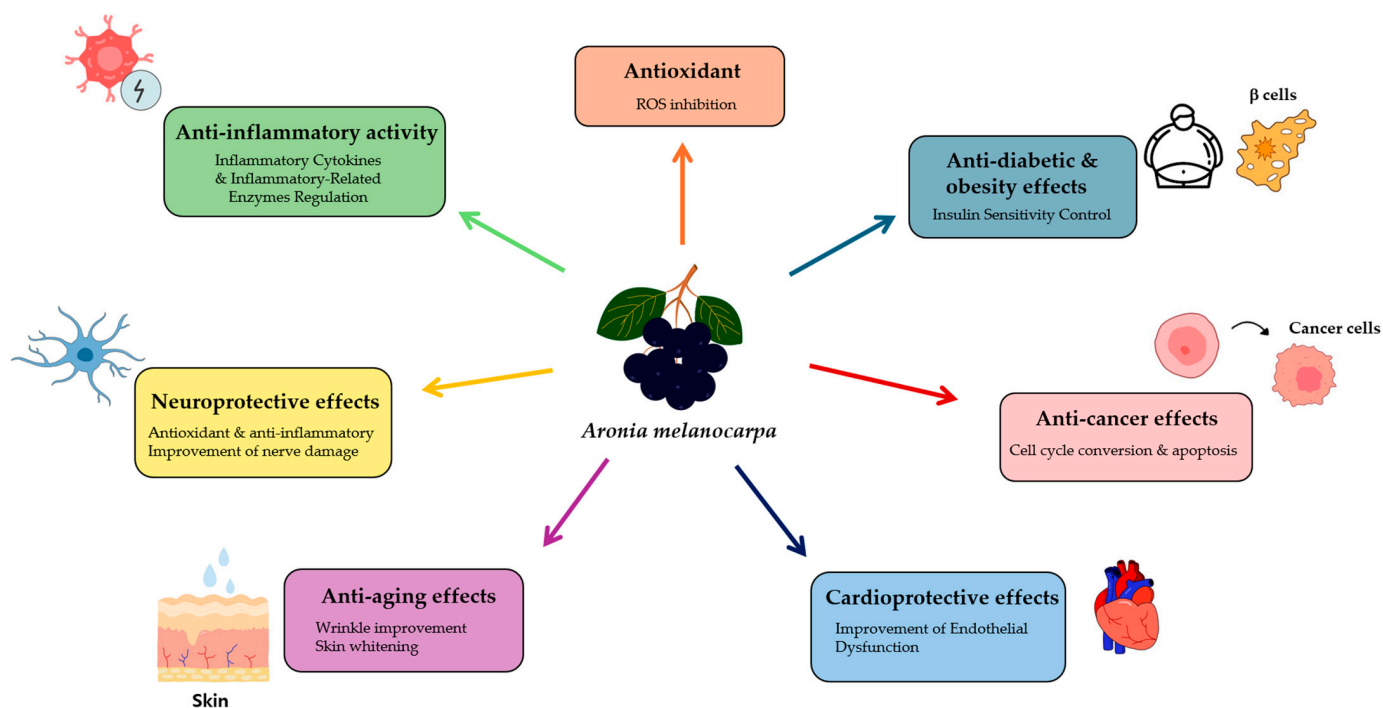 Antioxidant
ROS inhibition
Anti-inflammatory activity
Inflammatory Cytokines
& Inflammatory-Related
Enzymes Regulation
β cells
Anti-diabetic &
obesity effects
Insulin Sensitivity Control
Cancer cells
Neuroprotective effects
Antioxidant & anti-inflammatory
Improvement of nerve damage
Aronia melanocarpa
Anti-cancer effects
Cell cycle conversion & apoptosis
Anti-aging effects
Wrinkle improvement
Skin whitening
Skin
Cardioprotective effects
Improvement of Endothelial
Dysfunction